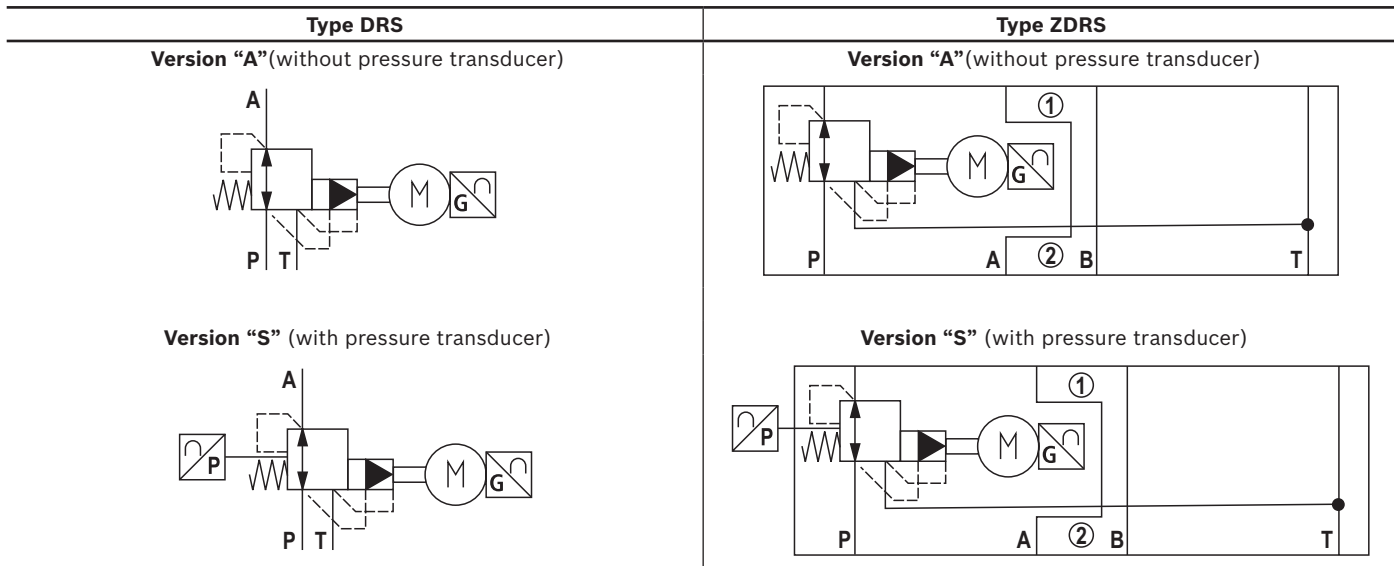 Type DRS
Type ZDRS
Version “A”(without pressure transducer)
A
M
G
P T
Version “A”(without pressure transducer)
①
M
G
P A ② B T
Version “S” (with pressure transducer)
A
P
M
G
P T
Version “S” (with pressure transducer)
①
P
M
G
P A ② B T